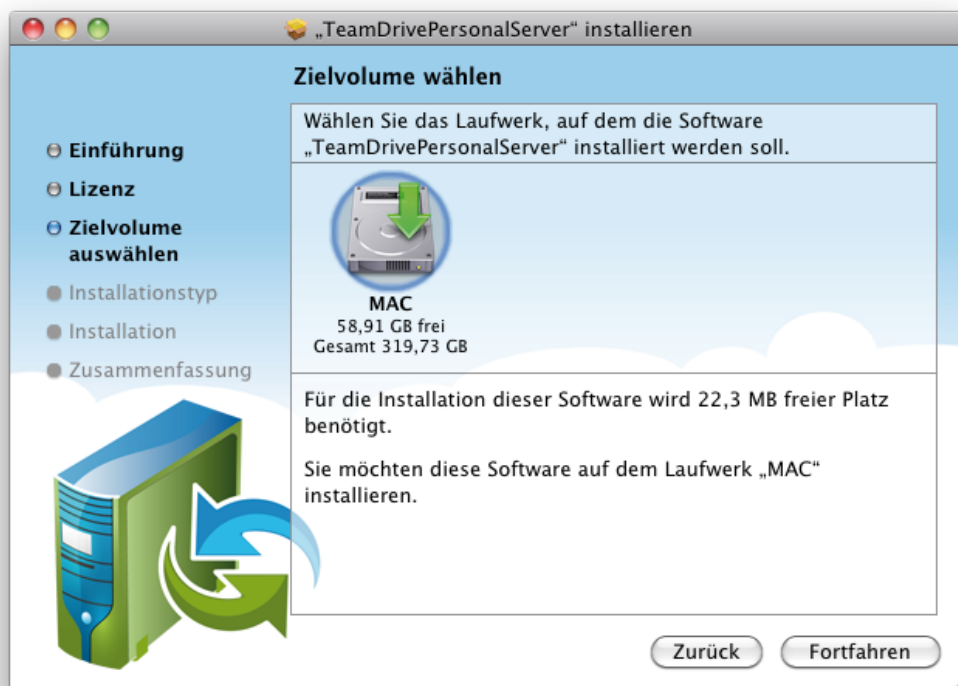 „TeamDrivePersonalServer“ installieren
Zielvolume wählen
Einführung
Lizenz
Zielvolume
auswählen
Installationstyp
Installation
Zusammenfassung
Wählen Sie das Laufwerk, auf dem die Software
„TeamDrivePersonalServer“ installiert werden soll.
MAC
58,91 GB frei
Gesamt 319,73 GB
Für die Installation dieser Software wird 22,3 MB freier Platz
benötigt.
Sie möchten diese Software auf dem Laufwerk „MAC“
installieren.
Zurück
Fortfahren